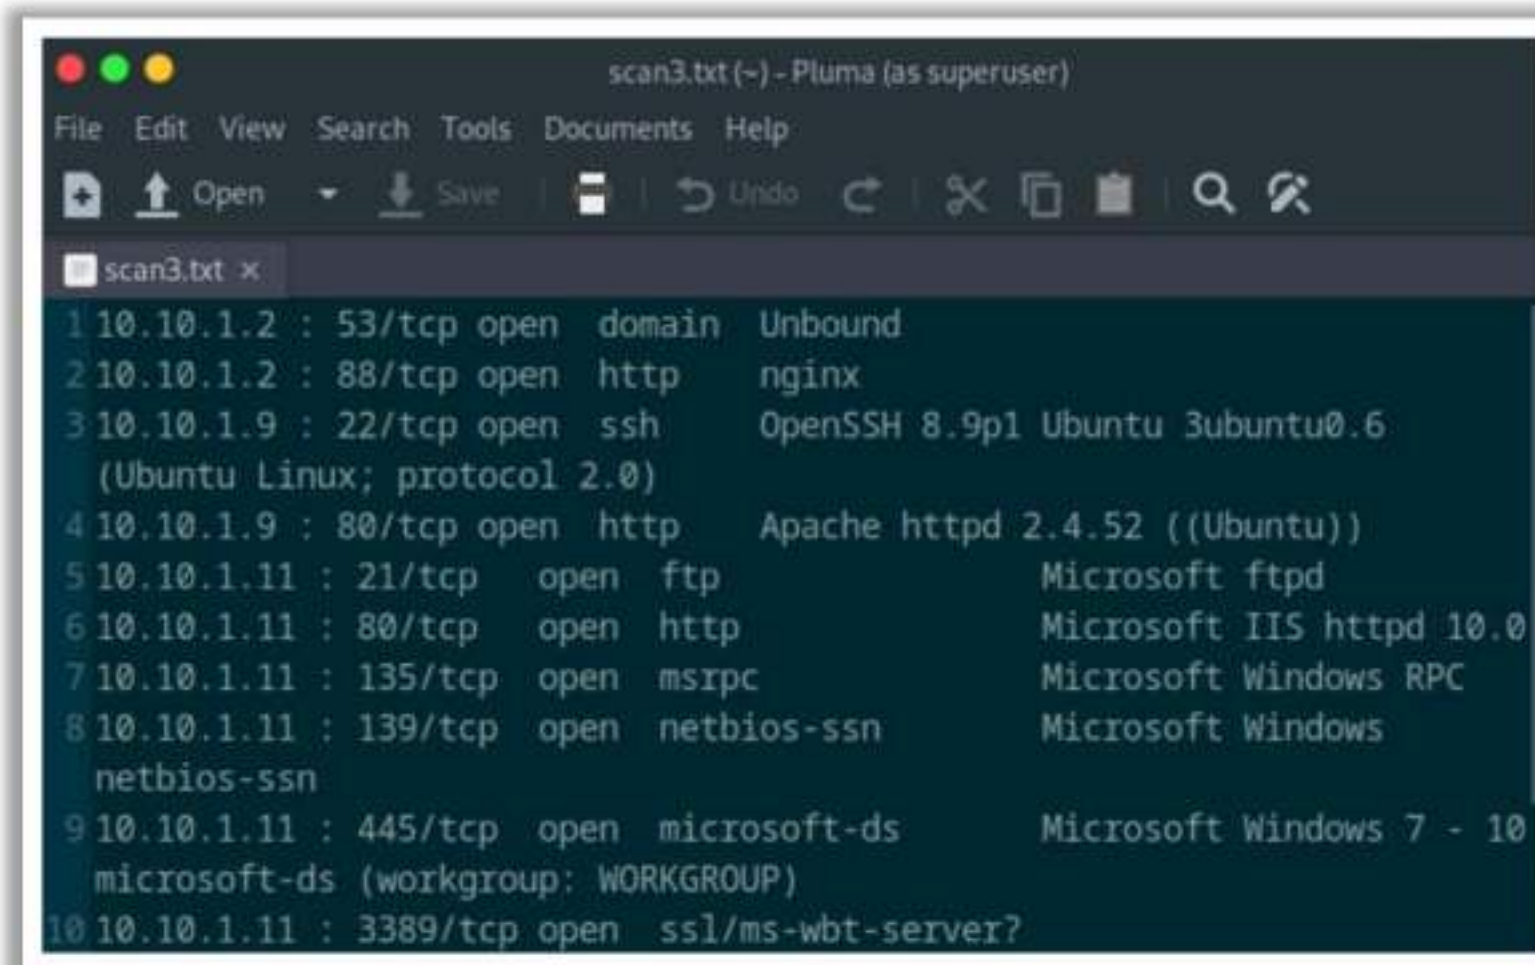 scan3.txt (~) - Pluma (as superuser)
File Edit View Search Tools Documents Help
Open Save Undo
scan3.txt ×
1 10.10.1.2 : 53/tcp open domain Unbound
2 10.10.1.2 : 88/tcp open http nginx
3 10.10.1.9 : 22/tcp open ssh OpenSSH 8.9p1 Ubuntu 3ubuntu0.6
(Ubuntu Linux; protocol 2.0)
4 10.10.1.9 : 80/tcp open http Apache httpd 2.4.52 ((Ubuntu))
5 10.10.1.11 : 21/tcp open ftp Microsoft ftpd
6 10.10.1.11 : 80/tcp open http Microsoft IIS httpd 10.0
7 10.10.1.11 : 135/tcp open msrpc Microsoft Windows RPC
8 10.10.1.11 : 139/tcp open netbios-ssn Microsoft Windows
netbios-ssn
9 10.10.1.11 : 445/tcp open microsoft-ds Microsoft Windows 7 - 10
microsoft-ds (workgroup: WORKGROUP)
10 10.10.1.11 : 3389/tcp open ssl/ms-wbt-server?